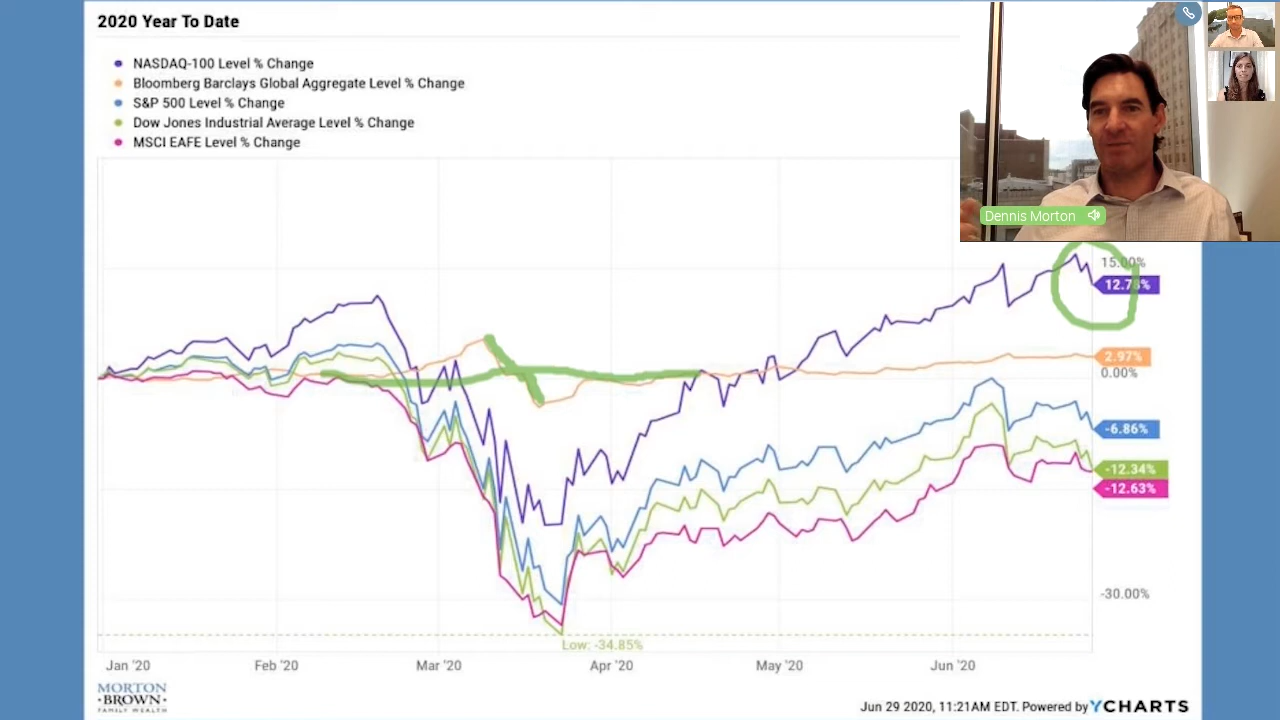 2020 Year To Date
NASDAQ-100 Level % Change
Bloomberg Barclays Global Aggregate Level % Change
S&P 500 Level % Change
Dow Jones Industrial Average Level % Change
MSCI EAFE Level % Change
Dennis Morton
15.00%
2.97%
0.00%
-6.86%
-12.34%
-12.63%
-30.00%
Low: -34.85%
Jan '20 Feb '20 Mar '20 Apr '20 May '20 Jun '20
MORTON
BROWN
FAMILY WEALTH
Jun 29 2020, 11:21AM EDT. Powered by YCHARTS